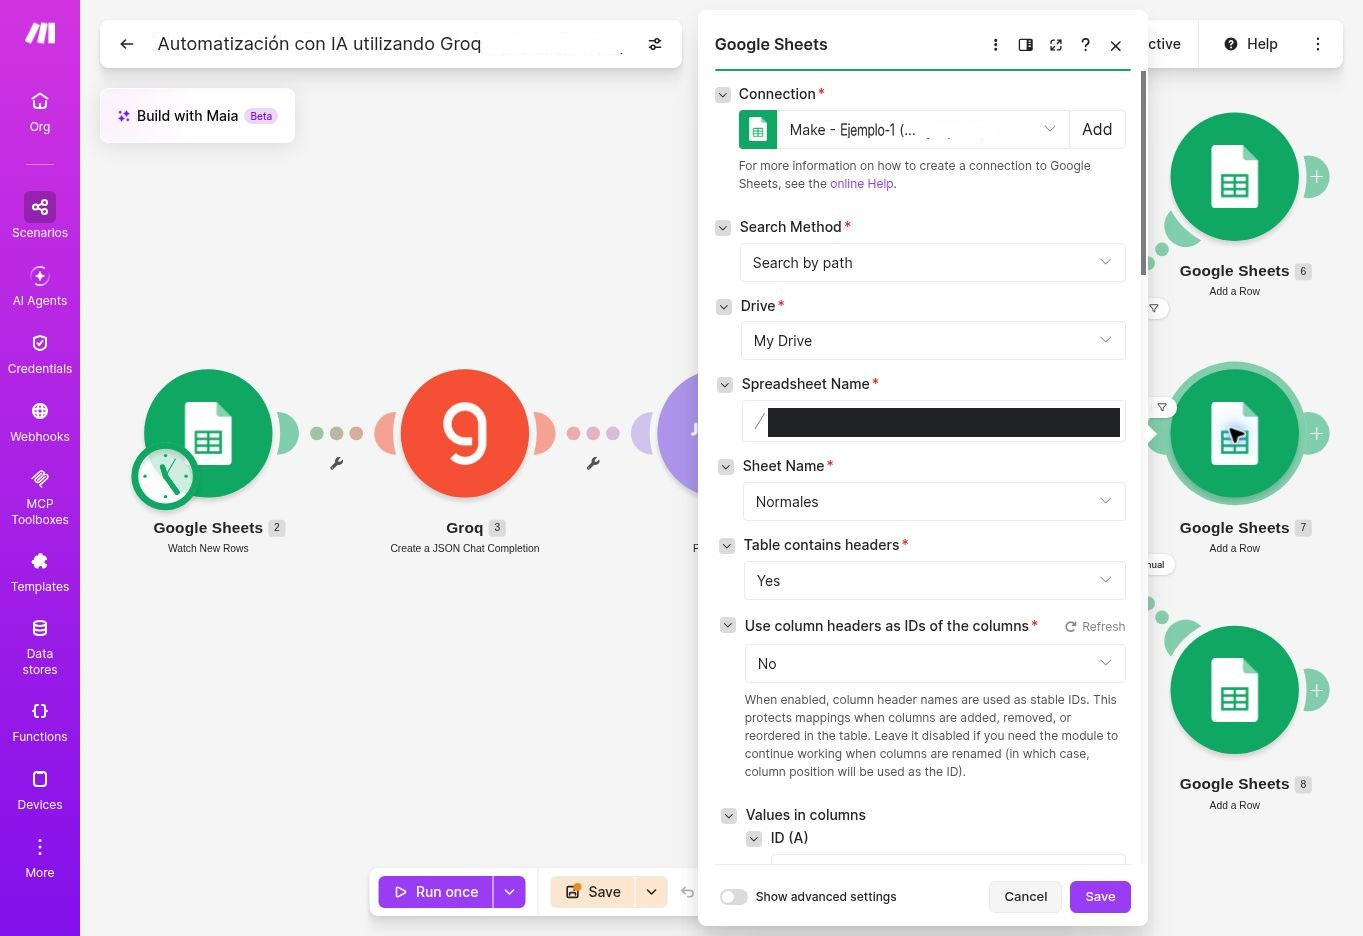 Org
Scenarios
AI Agents
Credentials
Webhooks
MCP
Toolboxes
Templates
Data
stores
Functions
Devices
More
Automatización con IA utilizando Groq
Build with Maia Beta
Google Sheets 2
Watch New Rows
Groq 3
Create a JSON Chat Completion
Run once
Save
Google Sheets
Connection*
Make - Ejemplo-1 (...
Add
For more information on how to create a connection to Google
Sheets, see the online Help.
Search Method*
Search by path
Drive*
My Drive
Spreadsheet Name*
/
Sheet Name*
Normales
Table contains headers*
Yes
Use column headers as IDs of the columns* Refresh
No
When enabled, column header names are used as stable IDs. This
protects mappings when columns are added, removed, or
reordered in the table. Leave it disabled if you need the module to
continue working when columns are renamed (in which case,
column position will be used as the ID).
Values in columns
ID (A)
Show advanced settings
Cancel
Save
Help
Google Sheets 6
Add a Row
Google Sheets 7
Add a Row
Google Sheets 8
Add a Row